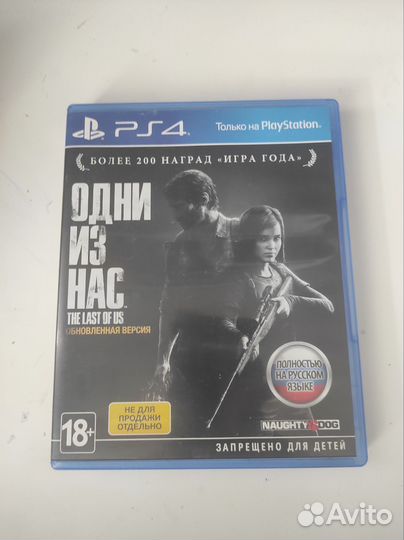 PS4
Только на PlayStation®
БОЛЕЕ 200 НАГРАД «ИГРА ГОДА»
ОДНИ
ИЗ
НАС
THE LAST OF US
ОБНОВЛЕННАЯ ВЕРСИЯ
ПОЛНОСТЬЮ
НА РУССКОМ
ЯЗЫКЕ
НЕ ДЛЯ
ПРОДАЖИ
ОТДЕЛЬНО
18+
NAUGHTY DOG
ЗАПРЕЩЕНО ДЛЯ ДЕТЕЙ
Avito